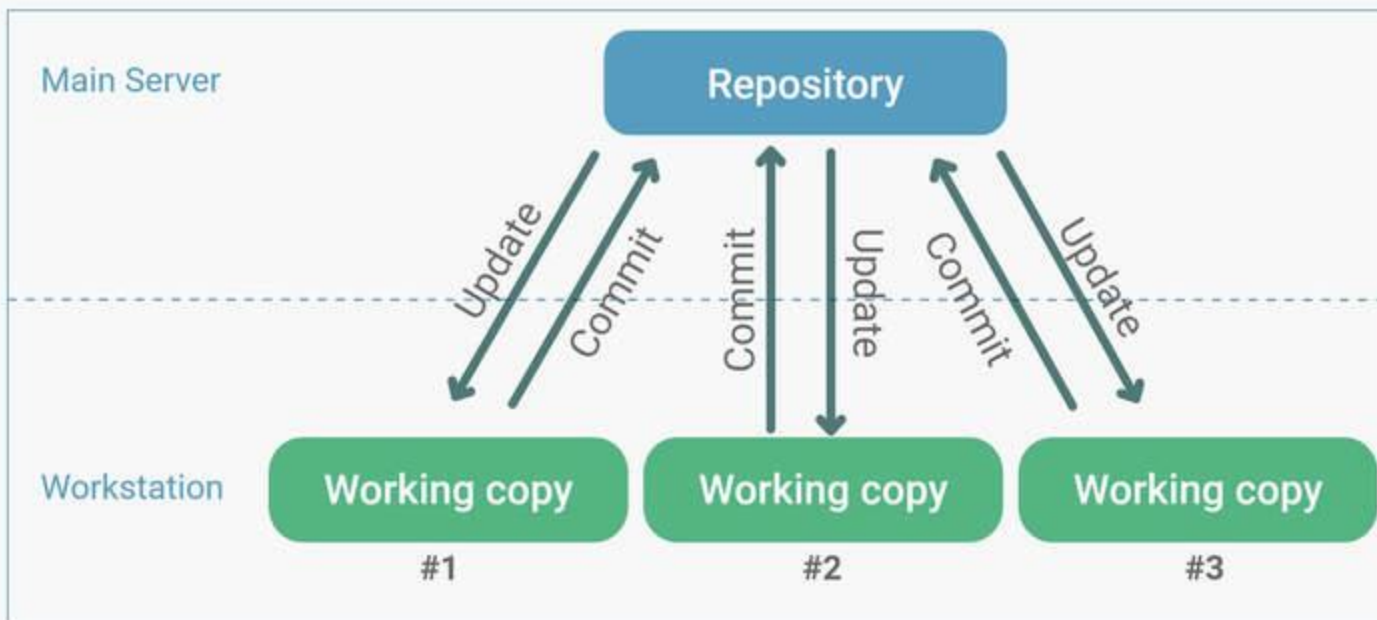 Main Server
Repository
Update
Commit
Commit
Update
Commit
Update
Workstation
Working copy
Working copy
Working copy
#1
#2
#3